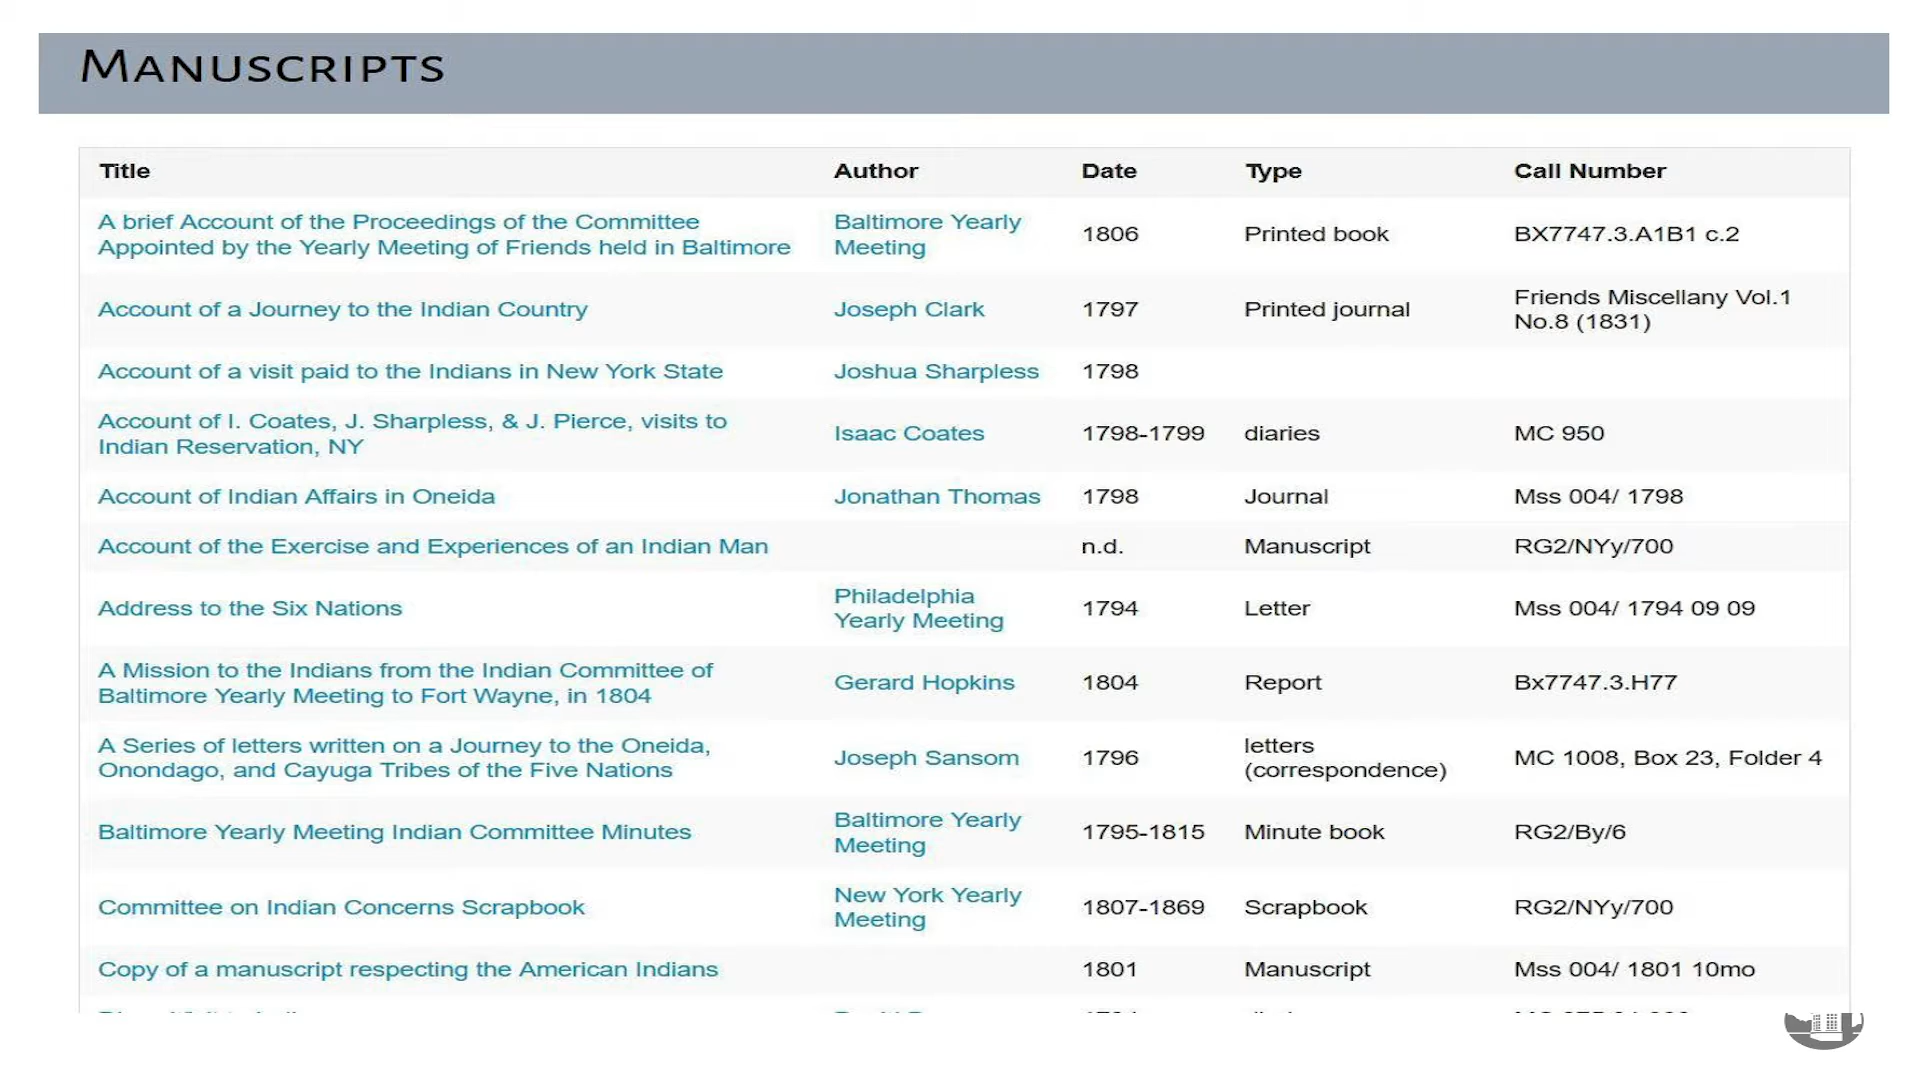 MANUSCRIPTS
Title Author Date Type Call Number
A brief Account of the Proceedings of the Committee
Appointed by the Yearly Meeting of Friends held in Baltimore
Baltimore Yearly
Meeting
1806
Printed book
BX7747.3.A1B1 c.2
Account of a Journey to the Indian Country
Joseph Clark
1797
Printed journal
Friends Miscellany Vol.1
No.8 (1831)
Account of a visit paid to the Indians in New York State
Joshua Sharpless
1798
Account of I. Coates, J. Sharpless, & J. Pierce, visits to
Indian Reservation, NY
Isaac Coates
1798-1799
diaries
MC 950
Account of Indian Affairs in Oneida
Jonathan Thomas
1798
Journal
Mss 004/ 1798
Account of the Exercise and Experiences of an Indian Man
n.d.
Manuscript
RG2/NYy/700
Address to the Six Nations
Philadelphia
Yearly Meeting
1794
Letter
Mss 004/ 1794 09 09
A Mission to the Indians from the Indian Committee of
Baltimore Yearly Meeting to Fort Wayne, in 1804
Gerard Hopkins
1804
Report
Bx7747.3.H77
A Series of letters written on a Journey to the Oneida,
Onondago, and Cayuga Tribes of the Five Nations
Joseph Sansom
1796
letters
(correspondence)
MC 1008, Box 23, Folder 4
Baltimore Yearly Meeting Indian Committee Minutes
Baltimore Yearly
Meeting
1795-1815
Minute book
RG2/By/6
Committee on Indian Concerns Scrapbook
New York Yearly
Meeting
1807-1869
Scrapbook
RG2/NYy/700
Copy of a manuscript respecting the American Indians
1801
Manuscript
Mss 004/ 1801 10mo